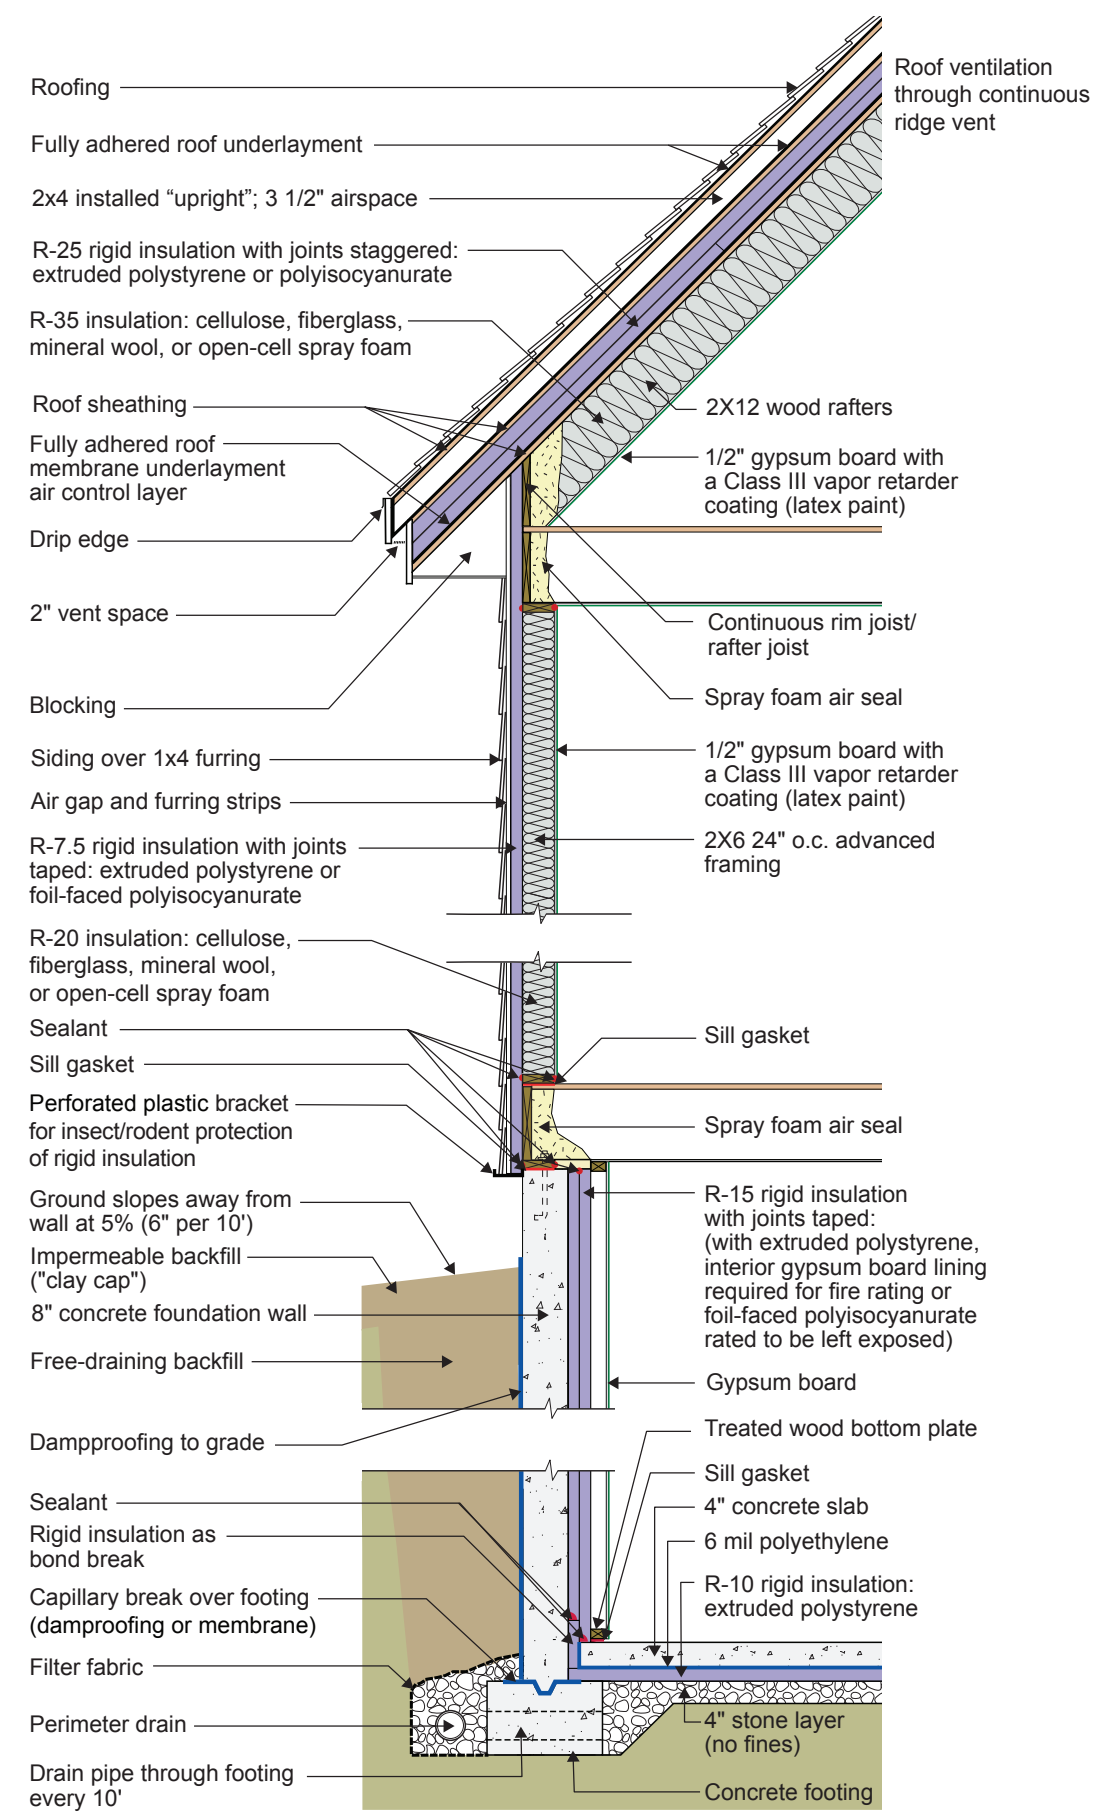 Roofing
Fully adhered roof underlayment
2x4 installed “upright”; 3 1/2" airspace
R-25 rigid insulation with joints staggered:
extruded polystyrene or polyisocyanurate
R-35 insulation: cellulose, fiberglass,
mineral wool, or open-cell spray foam
Roof sheathing
Fully adhered roof
membrane underlayment
air control layer
Drip edge
2" vent space
Blocking
Siding over 1x4 furring
Air gap and furring strips
R-7.5 rigid insulation with joints
taped: extruded polystyrene or
foil-faced polyisocyanurate
R-20 insulation: cellulose,
fiberglass, mineral wool,
or open-cell spray foam
Sealant
Sill gasket
Perforated plastic bracket
for insect/rodent protection
of rigid insulation
Ground slopes away from
wall at 5% (6" per 10')
Impermeable backfill
("clay cap")
8" concrete foundation wall
Free-draining backfill
Dampproofing to grade
Sealant
Rigid insulation as
bond break
Capillary break over footing
(damproofing or membrane)
Filter fabric
Perimeter drain
Drain pipe through footing
every 10'
Roof ventilation
through continuous
ridge vent
2X12 wood rafters
1/2" gypsum board with
a Class III vapor retarder
coating (latex paint)
Continuous rim joist/
rafter joist
Spray foam air seal
1/2" gypsum board with
a Class III vapor retarder
coating (latex paint)
2X6 24" o.c. advanced
framing
Sill gasket
Spray foam air seal
R-15 rigid insulation
with joints taped:
(with extruded polystyrene,
interior gypsum board lining
required for fire rating or
foil-faced polyisocyanurate
rated to be left exposed)
Gypsum board
Treated wood bottom plate
Sill gasket
4" concrete slab
6 mil polyethylene
R-10 rigid insulation:
extruded polystyrene
4" stone layer
(no fines)
Concrete footing